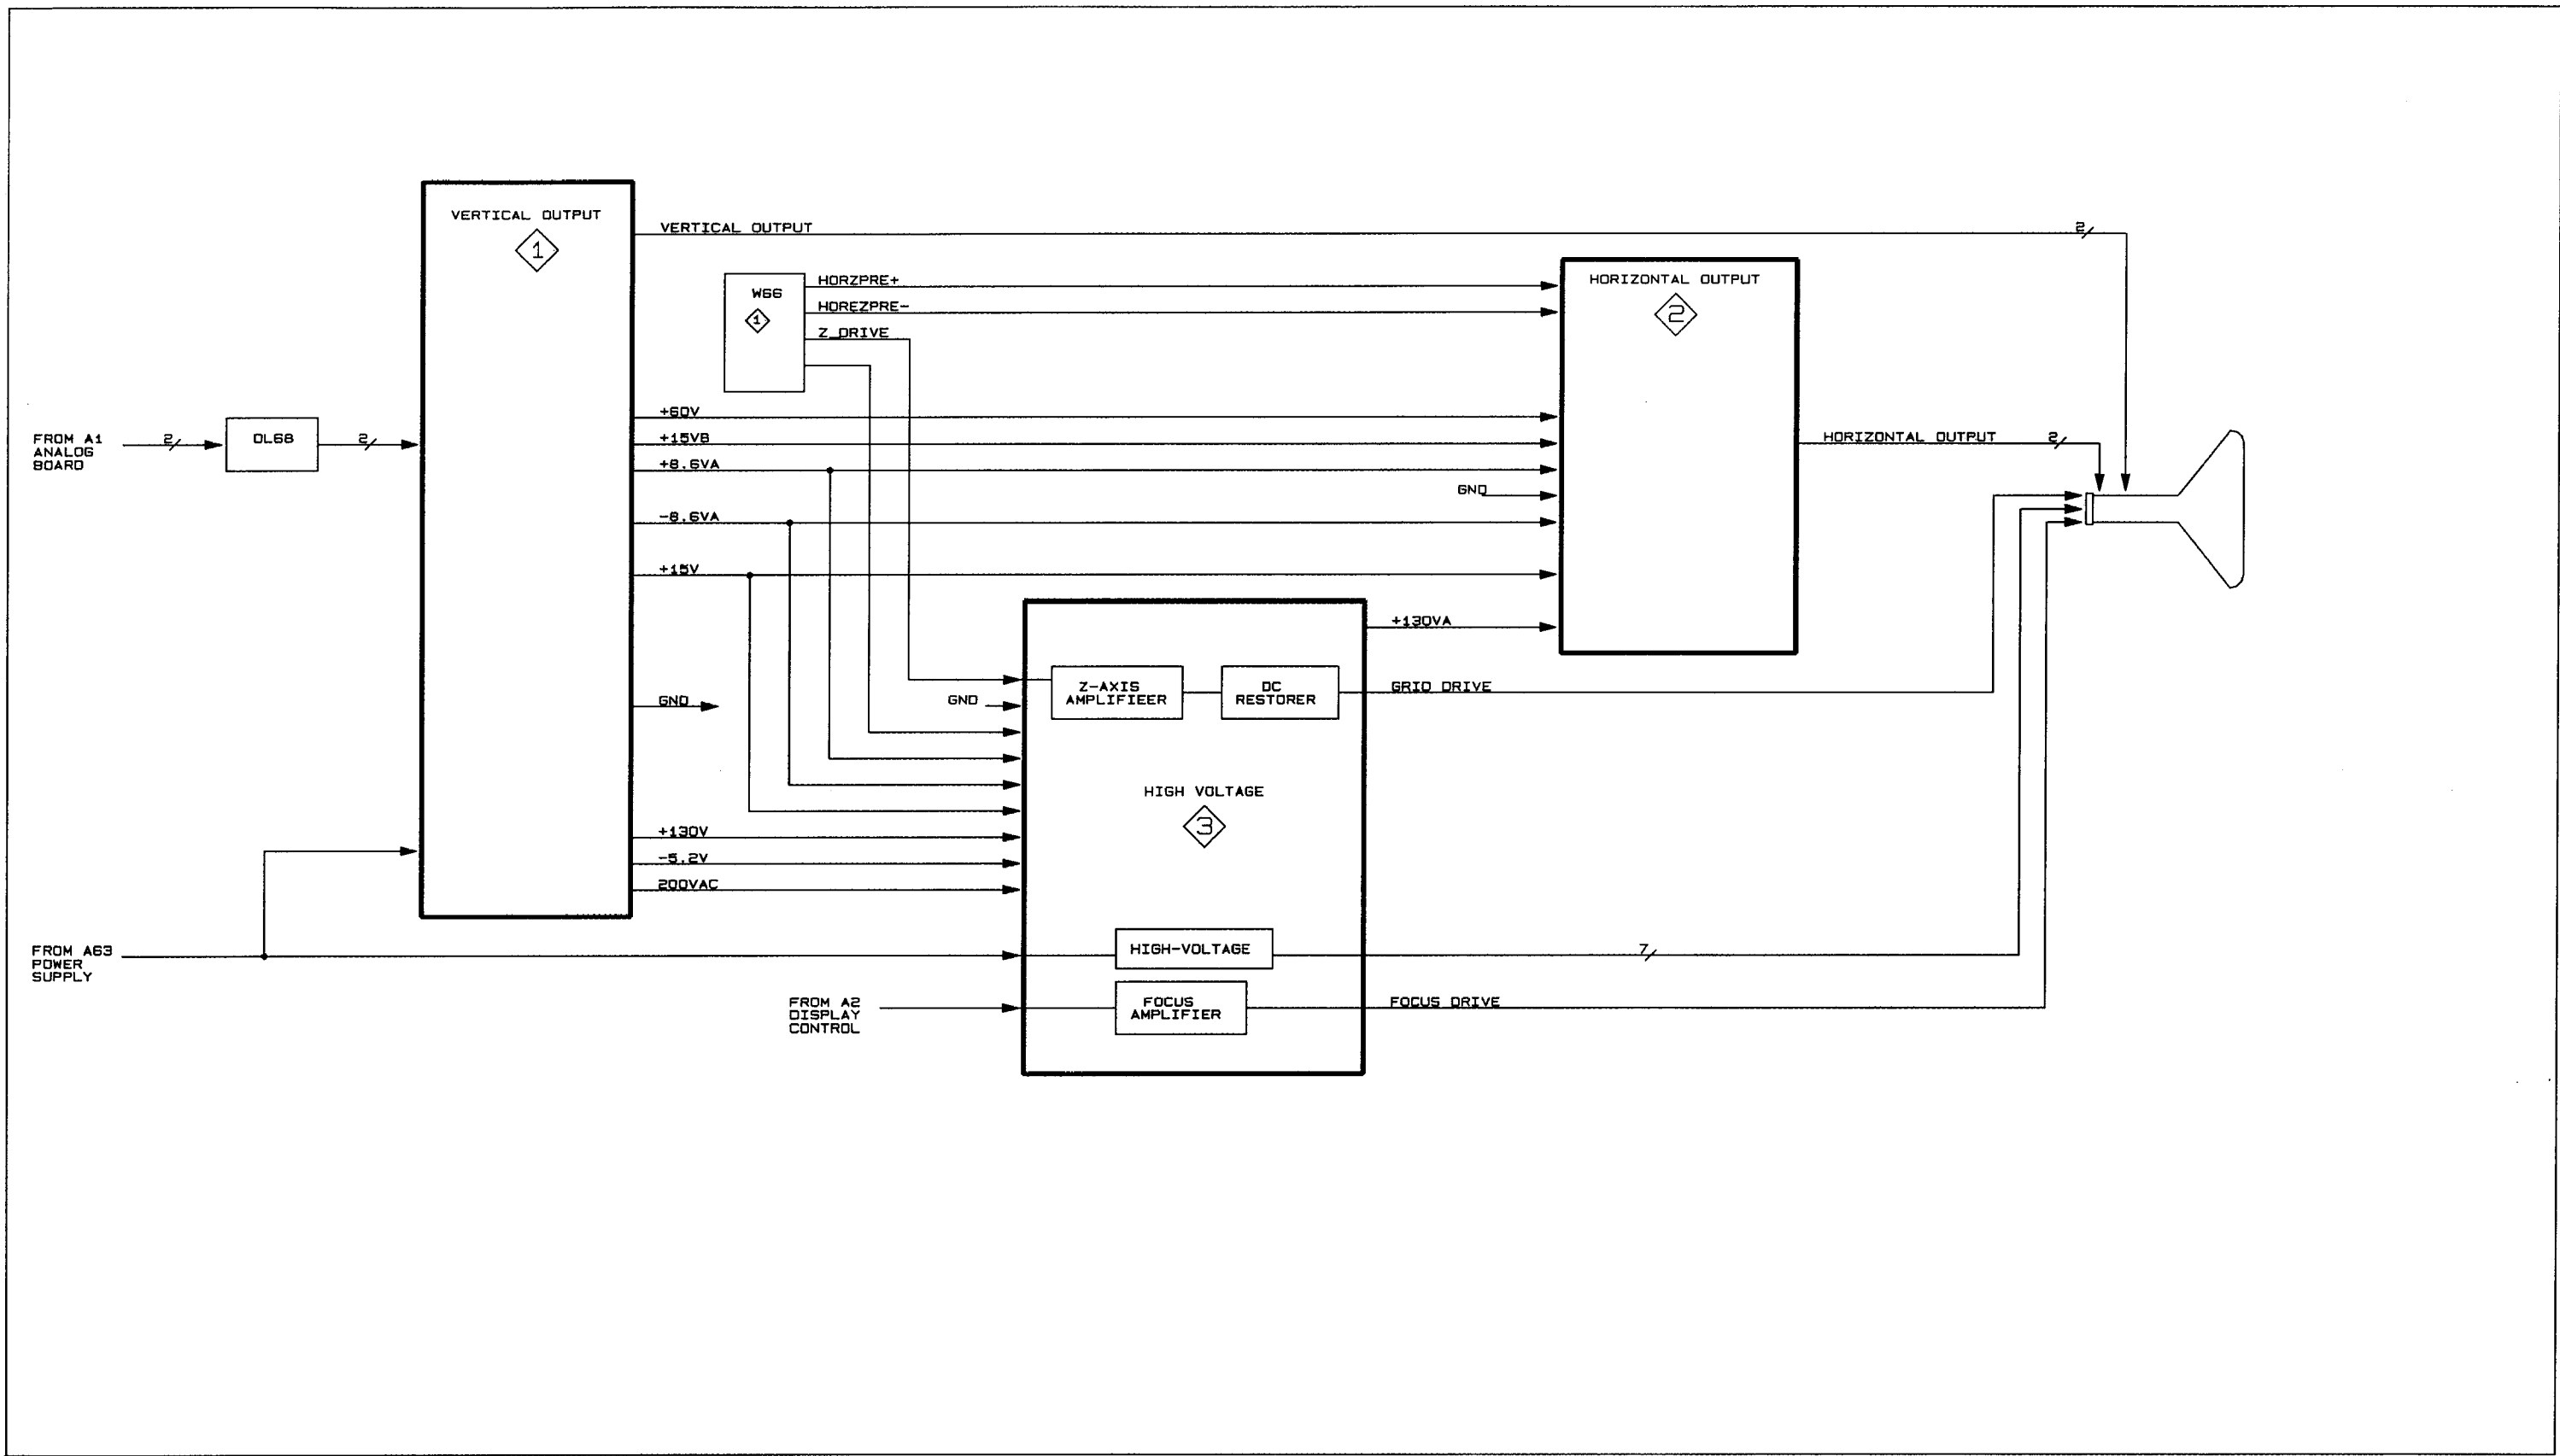 VERTICAL OUTPUT
1
VERTICAL OUTPUT
2
W66
1
HORZPRE+
HOREZPRE-
Z_DRIVE
HORIZONTAL OUTPUT
2
+60V
+15VB
+8.6VA
GND
-8.6VA
+15V
+130VA
FROM A1
ANALOG
BOARD
2
DL68
2
HORIZONTAL OUTPUT
2
GND
GND
Z-AXIS
AMPLIFIEER
DC
RESTORER
GRID DRIVE
HIGH VOLTAGE
3
+130V
-5.2V
200VAC
FROM A63
POWER
SUPPLY
HIGH-VOLTAGE
7
FROM A2
DISPLAY
CONTROL
FOCUS
AMPLIFIER
FOCUS DRIVE